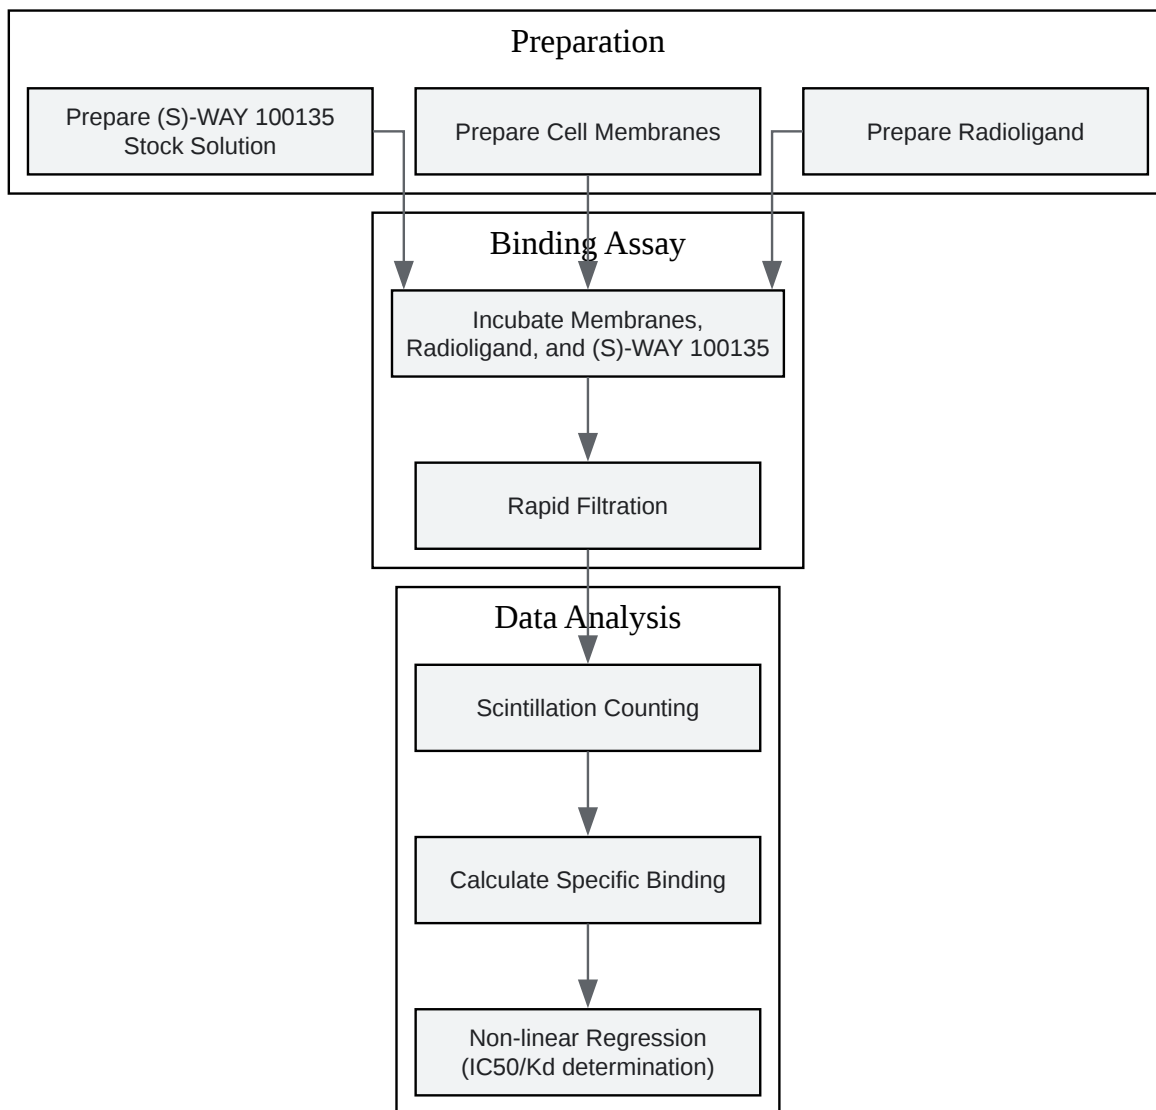 Preparation
Prepare (S)-WAY 100135
Stock Solution
Prepare Cell Membranes
Prepare Radioligand
Binding Assay
Incubate Membranes,
Radioligand, and (S)-WAY 100135
Rapid Filtration
Data Analysis
Scintillation Counting
Calculate Specific Binding
Non-linear Regression
(IC50/Kd determination)